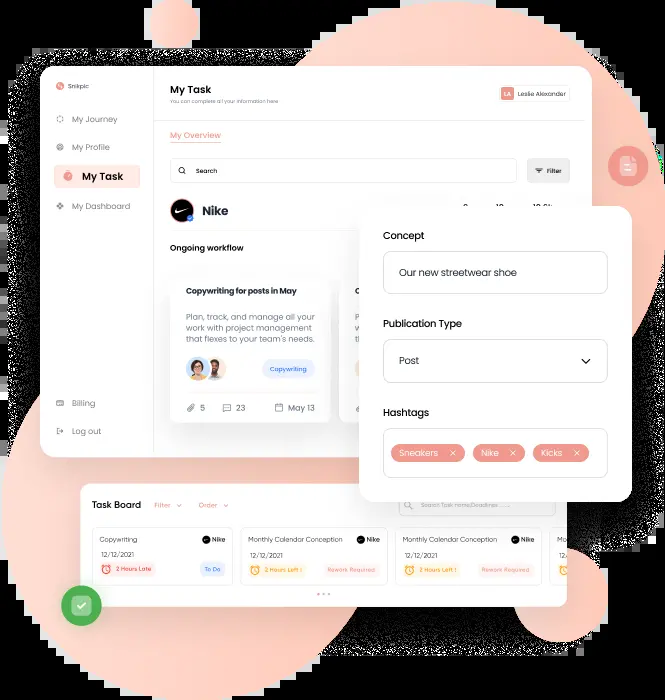 Snikpic
My Journey
My Profile
My Task
My Dashboard
Billing
Log out
My Task
You can complete all your information here
LA Leslie Alexander
My Overview
Search
Filter
Nike
Ongoing workflow
Copywriting for posts in May
Plan, track, and manage all your
work with project management
that flexes to your team's needs.
Copywriting
5 23 May 13
Concept
Our new streetwear shoe
Publication Type
Post
Hashtags
Sneakers × Nike × Kicks ×
Task Board Filter Order
Copywriting Nike
12/12/2021
2 Hours Late To Do
Monthly Calendar Conception Nike
12/12/2021
2 Hours Left ! Rework Required
Monthly Calendar Conception Nike
12/12/2021
2 Hours Left ! Rework Required